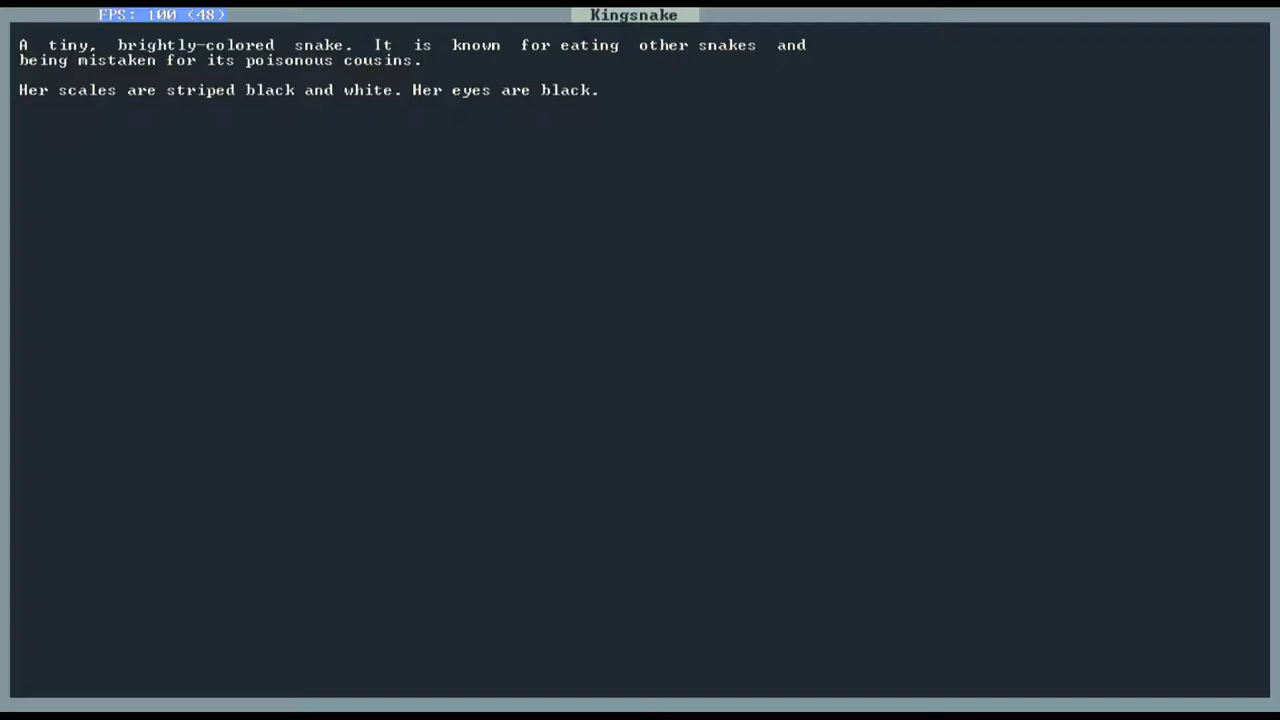 FPS: 100 (48)
Kingsnake
A tiny, brightly-colored snake. It is known for eating other snakes and
being mistaken for its poisonous cousins.
Her scales are striped black and white. Her eyes are black.